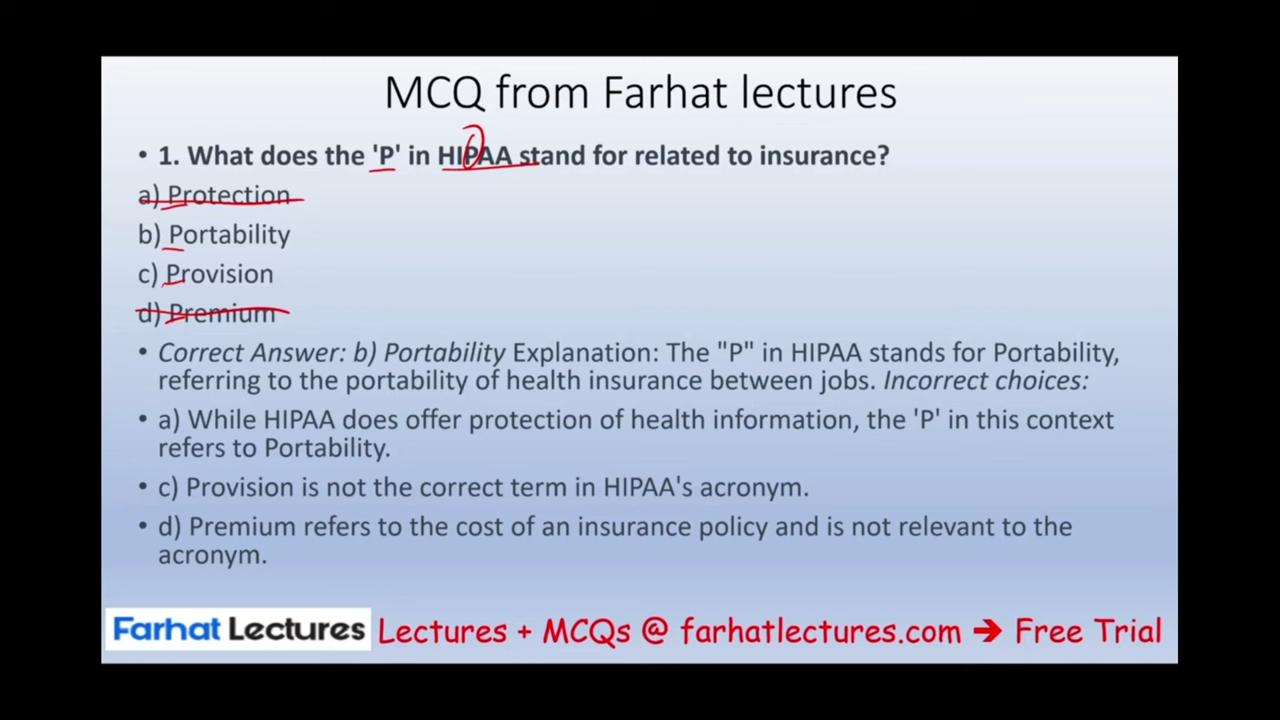 MCQ from Farhat lectures
• 1. What does the 'P' in HIPAA stand for related to insurance?
a) Protection
b) Portability
c) Provision
d) Premium
• Correct Answer: b) Portability Explanation: The "P" in HIPAA stands for Portability,
referring to the portability of health insurance between jobs. Incorrect choices:
• a) While HIPAA does offer protection of health information, the 'P' in this context
refers to Portability.
• c) Provision is not the correct term in HIPAA's acronym.
• d) Premium refers to the cost of an insurance policy and is not relevant to the
acronym.
Farhat Lectures Lectures + MCQs @ farhatlectures.com ➔ Free Trial